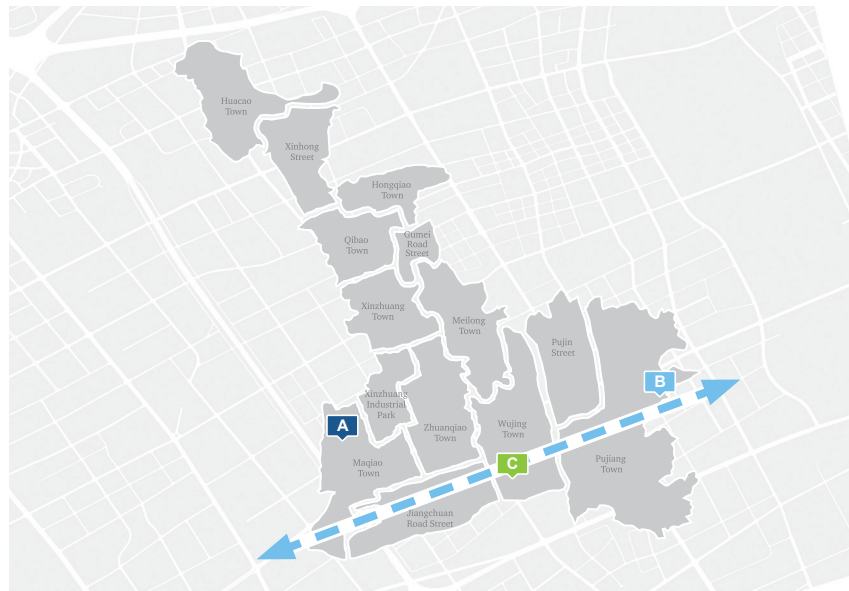 Huacao
Town
Xinhong
Street
Hongqiao
Town
Qibao
Town
Gumei
Road
Street
Xinzhuang
Town
Meilong
Town
Pujin
Street
B
Xinzhuang
Industrial
Park
A
Zhuanqiao
Town
Wujing
Town
C
Maqiao
Town
Pujiang
Town
Jiangchuan
Road Street